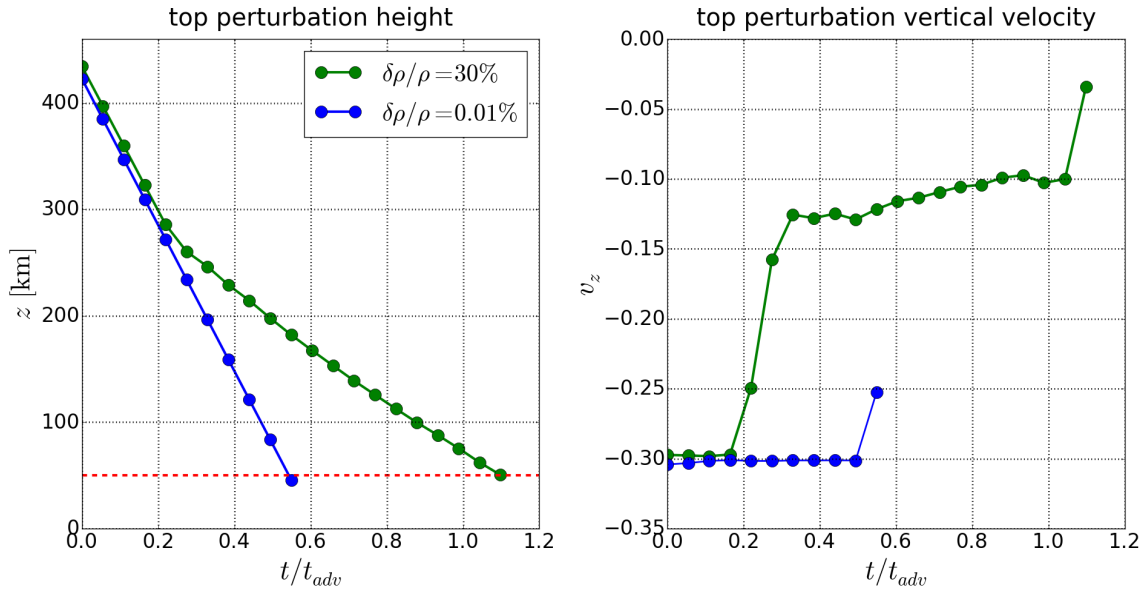 top perturbation height
400
300
200
100
0
z [km]
δρ/ρ=30%
δρ/ρ=0.01%
0.0 0.2 0.4 0.6 0.8 1.0 1.2
t/t_adv
top perturbation vertical velocity
0.00
−0.05
−0.10
−0.15
−0.20
−0.25
−0.30
−0.35
v_z
0.0 0.2 0.4 0.6 0.8 1.0 1.2
t/t_adv